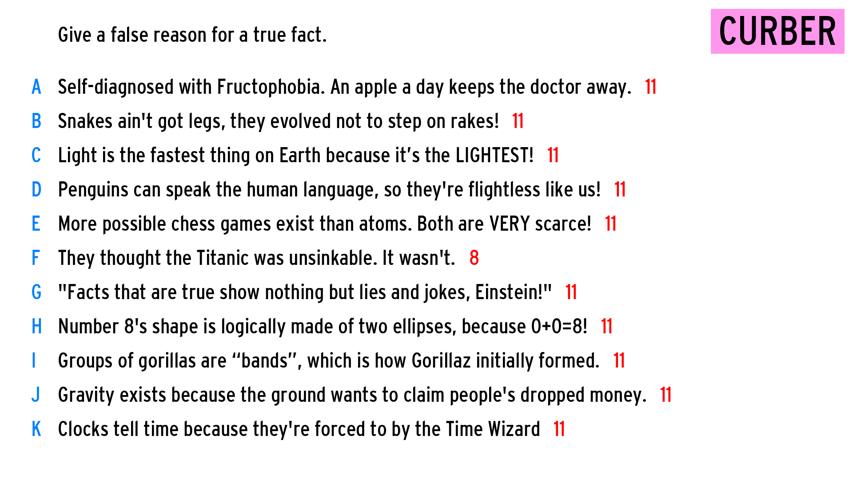 Give a false reason for a true fact.
CURBER
A Self-diagnosed with Fructophobia. An apple a day keeps the doctor away. 11
B Snakes ain't got legs, they evolved not to step on rakes! 11
C Light is the fastest thing on Earth because it’s the LIGHTEST! 11
D Penguins can speak the human language, so they're flightless like us! 11
E More possible chess games exist than atoms. Both are VERY scarce! 11
F They thought the Titanic was unsinkable. It wasn't. 8
G "Facts that are true show nothing but lies and jokes, Einstein!" 11
H Number 8's shape is logically made of two ellipses, because 0+0=8! 11
I Groups of gorillas are “bands”, which is how Gorillaz initially formed. 11
J Gravity exists because the ground wants to claim people's dropped money. 11
K Clocks tell time because they're forced to by the Time Wizard 11